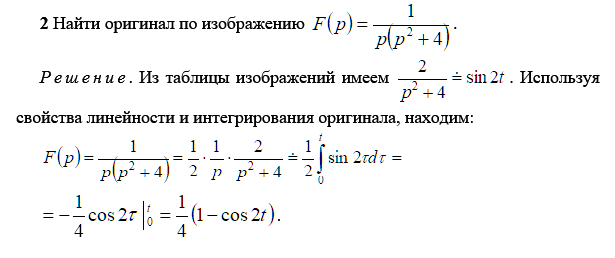 2 Найти оригинал по изображению F(p) = 1/(p(p² + 4)).
Решение. Из таблицы изображений имеем 2/(p² + 4) ≓ sin 2t. Используя
свойства линейности и интегрирования оригинала, находим:
F(p) = 1/(p(p² + 4)) = 1/2 · 1/p · 2/(p² + 4) ≓ 1/2 ∫₀ᵗ sin 2τdτ =
= −1/4 cos 2τ |₀ᵗ = 1/4 (1 − cos 2t).